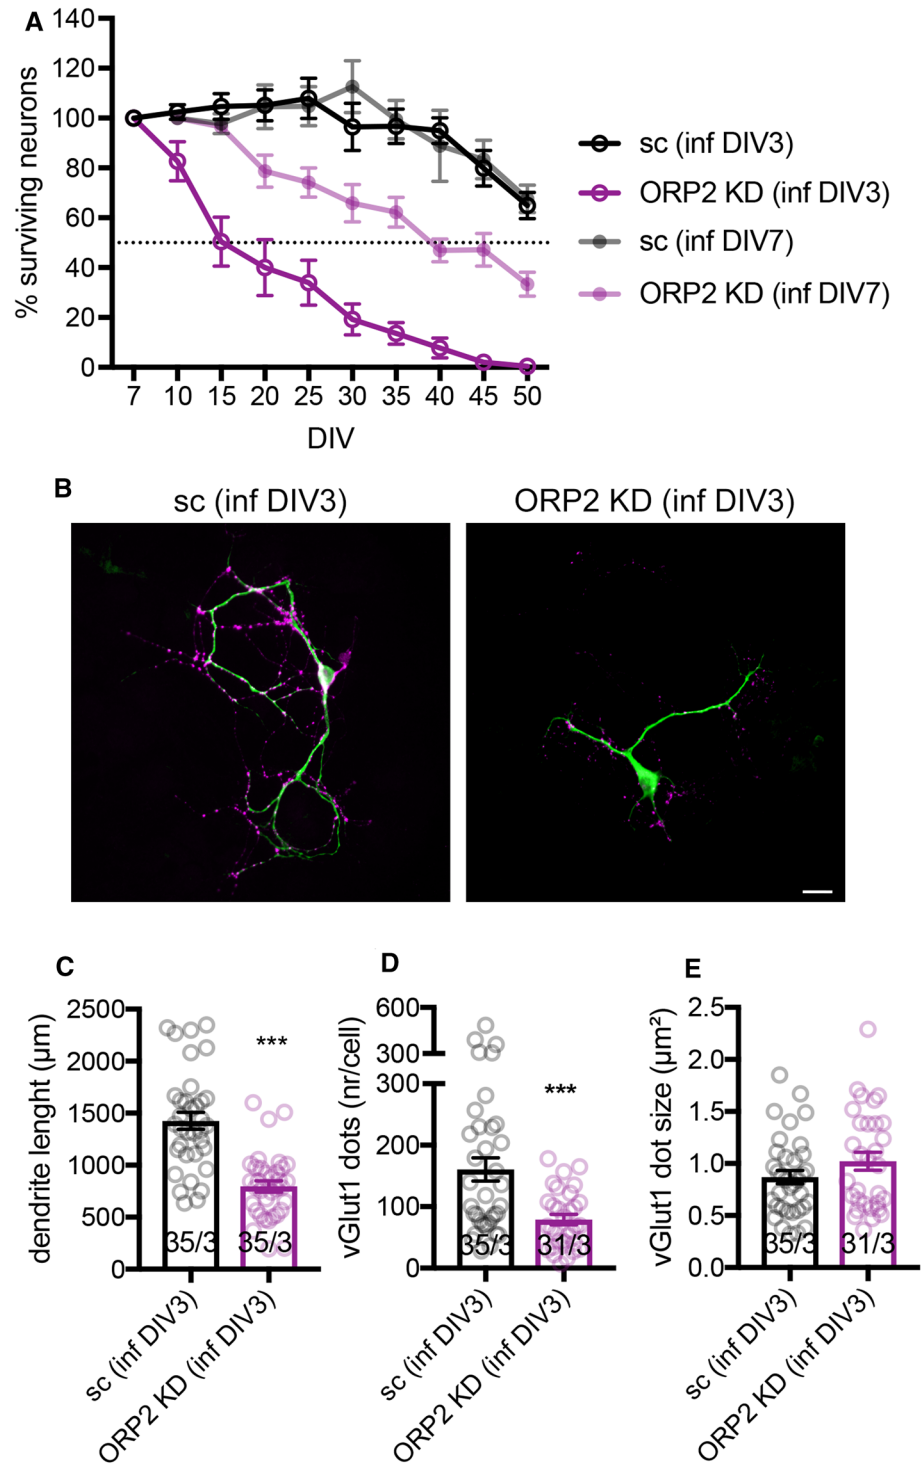 A
140
120
100
80
60
40
20
0
% surviving neurons
7 10 15 20 25 30 35 40 45 50
DIV
sc (inf DIV3)
ORP2 KD (inf DIV3)
sc (inf DIV7)
ORP2 KD (inf DIV7)
B
sc (inf DIV3)
ORP2 KD (inf DIV3)
C
dendrite lenght (µm)
2500
2000
1500
1000
500
0
***
35/3 35/3
sc (inf DIV3)
ORP2 KD (inf DIV3)
D
vGlut1 dots (nr/cell)
600
300
300
200
100
0
***
35/3 31/3
sc (inf DIV3)
ORP2 KD (inf DIV3)
E
vGlut1 dot size (µm²)
2.5
2.0
1.5
1.0
0.5
0.0
35/3 31/3
sc (inf DIV3)
ORP2 KD (inf DIV3)